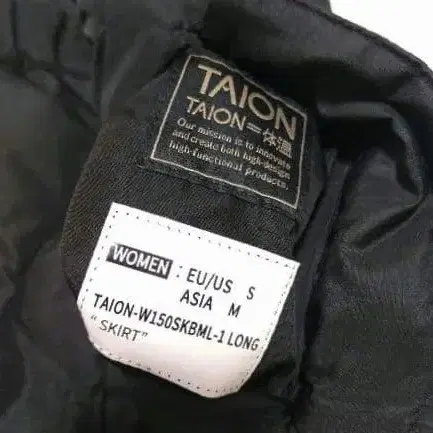 TAION
TAION=体温
Our mission is to innovate
and create both high-design
high-functional products.
WOMEN : EU/US S
ASIA M
TAION-W150SKBML-1 LONG
"SKIRT"